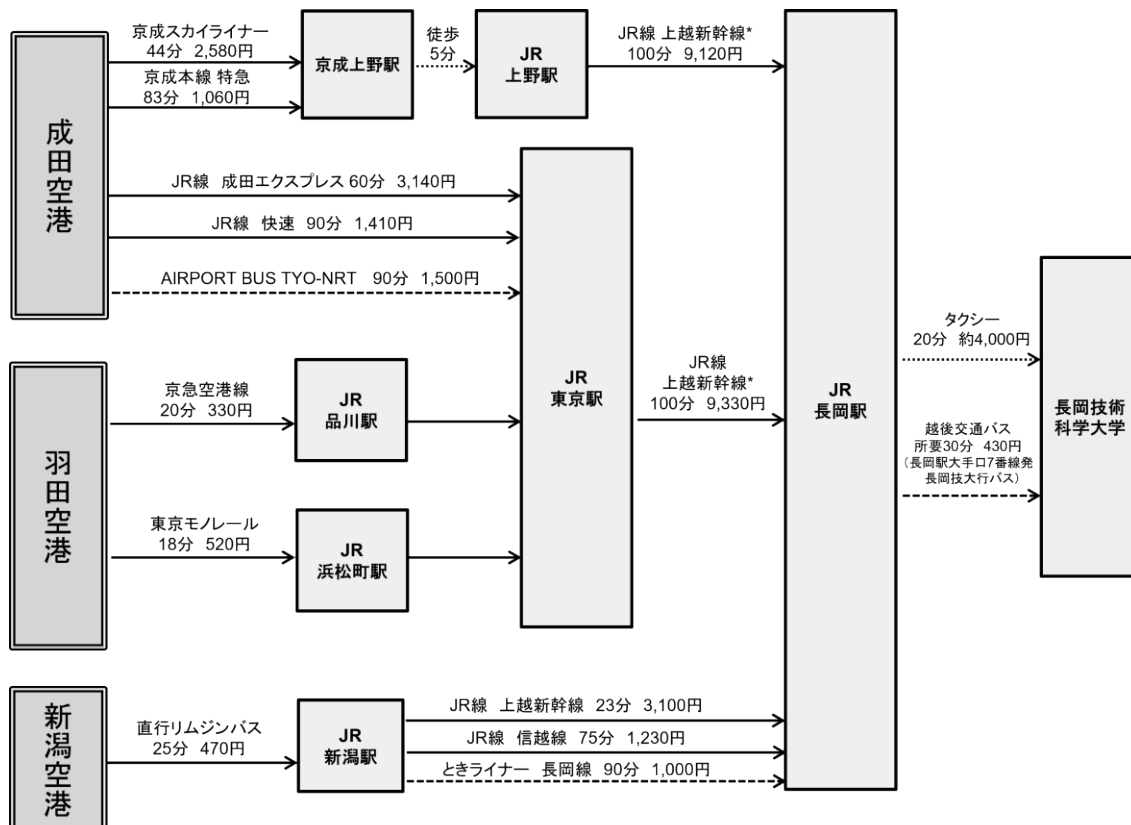 京成スカイライナー
44分 2,580円
京成本線 特急
83分 1,060円
京成上野駅
徒歩
5分
JR
上野駅
JR線 上越新幹線*
100分 9,120円
成田空港
JR線 成田エクスプレス 60分 3,140円
JR線 快速 90分 1,410円
AIRPORT BUS TYO-NRT 90分 1,500円
羽田空港
京急空港線
20分 330円
JR
品川駅
東京モノレール
18分 520円
JR
浜松町駅
JR
東京駅
JR線
上越新幹線*
100分 9,330円
JR
長岡駅
タクシー
20分 約4,000円
越後交通バス
所要30分 430円
(長岡駅大手口7番線発
長岡技大行バス)
長岡技術
科学大学
新潟空港
直行リムジンバス
25分 470円
JR
新潟駅
JR線 上越新幹線 23分 3,100円
JR線 信越線 75分 1,230円
ときライナー 長岡線 90分 1,000円